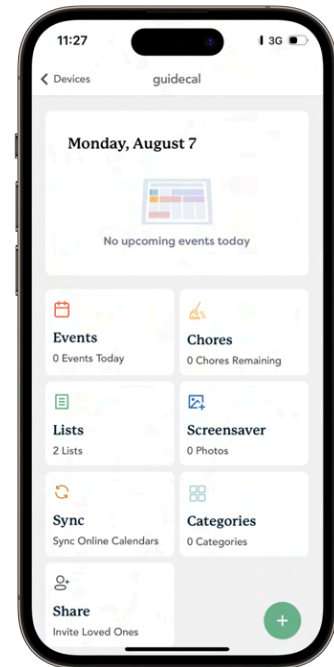 11:27
3G
Devices
guidecal
Monday, August 7
No upcoming events today
Events
0 Events Today
Chores
0 Chores Remaining
Lists
2 Lists
Screensaver
0 Photos
Sync
Sync Online Calendars
Categories
0 Categories
Share
Invite Loved Ones